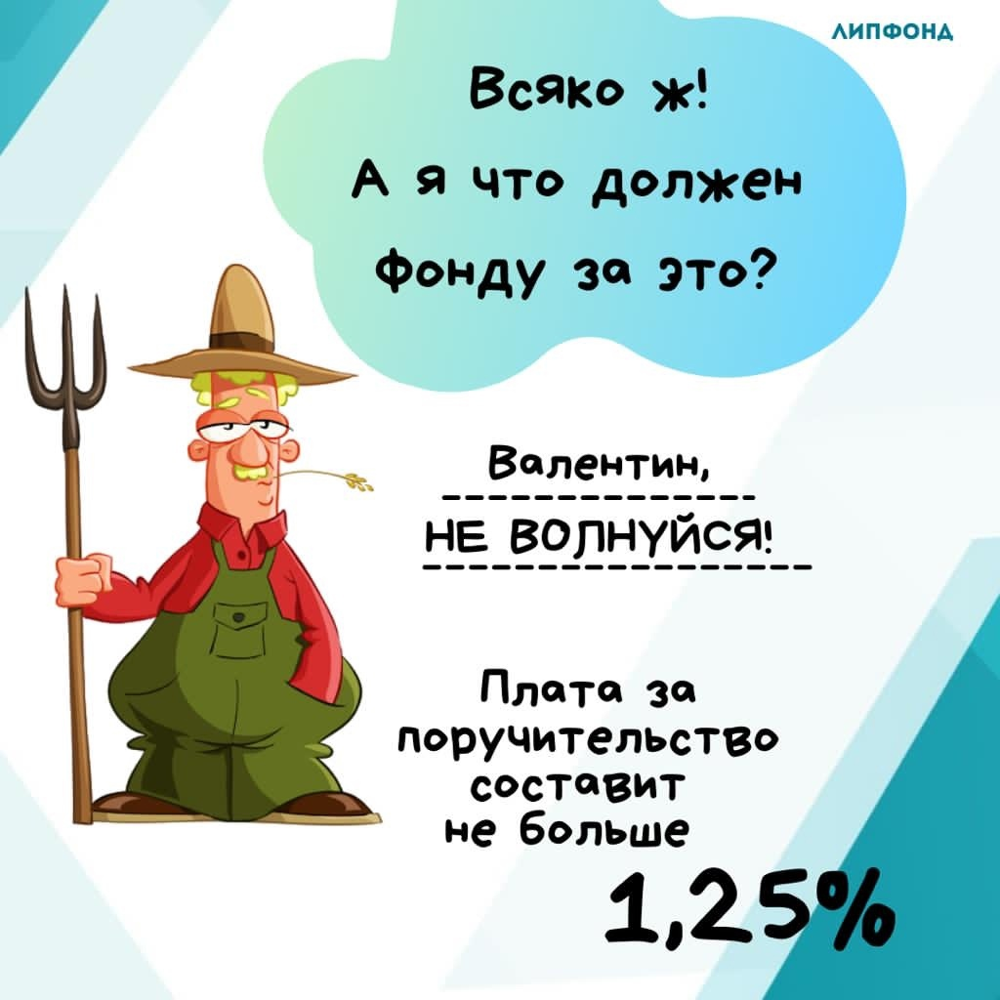 ЛИПФОНД
Всяко ж!
А я что должен
фонду за это?
Валентин,
НЕ ВОЛНУЙСЯ!
Плата за
поручительство
составит
не больше
1,25%